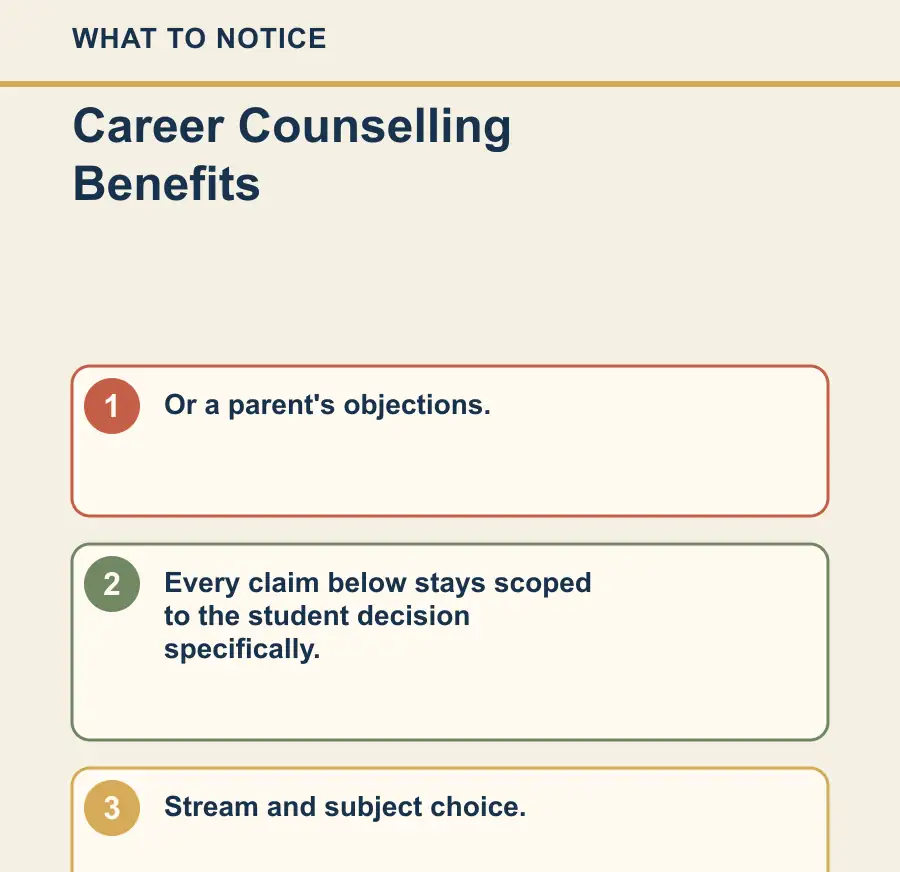 WHAT TO NOTICE
Career Counselling
Benefits
1
Or a parent's objections.
2
Every claim below stays scoped
to the student decision
specifically.
3
Stream and subject choice.